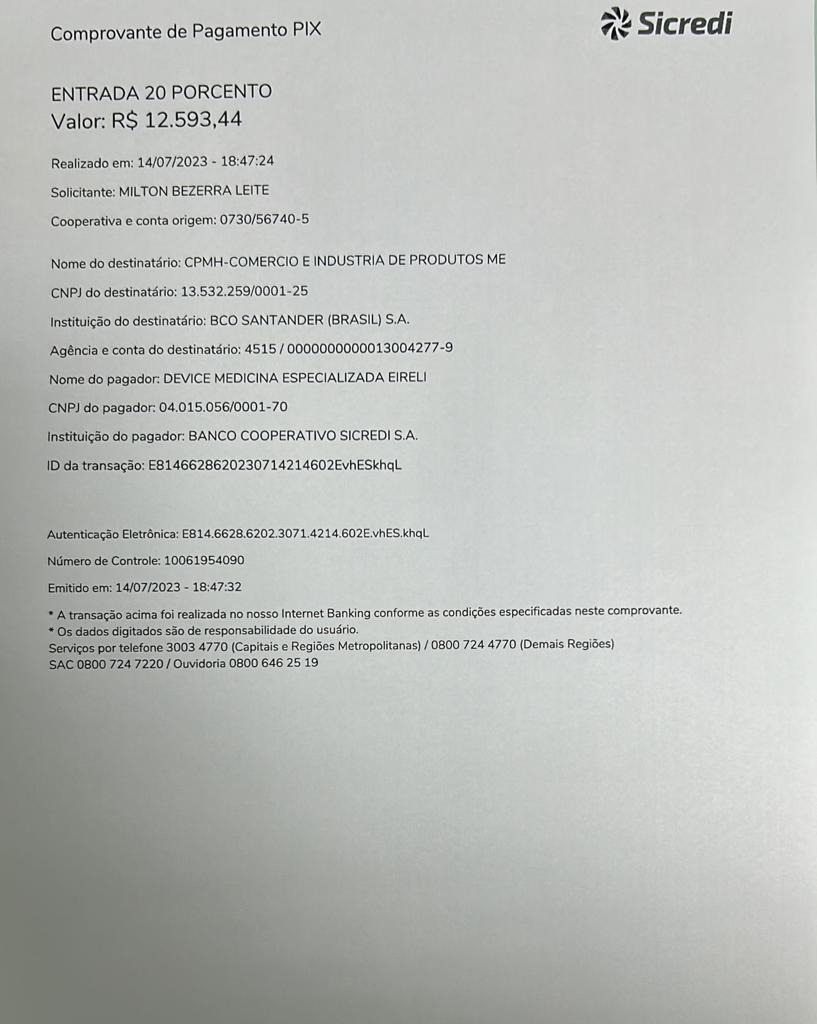 Comprovante de Pagamento PIX
Sicredi
ENTRADA 20 PORCENTO
Valor: R$ 12.593,44
Realizado em: 14/07/2023 - 18:47:24
Solicitante: MILTON BEZERRA LEITE
Cooperativa e conta origem: 0730/56740-5
Nome do destinatário: CPMH-COMERCIO E INDUSTRIA DE PRODUTOS ME
CNPJ do destinatário: 13.532.259/0001-25
Instituição do destinatário: BCO SANTANDER (BRASIL) S.A.
Agência e conta do destinatário: 4515 / 0000000000013004277-9
Nome do pagador: DEVICE MEDICINA ESPECIALIZADA EIRELI
CNPJ do pagador: 04.015.056/0001-70
Instituição do pagador: BANCO COOPERATIVO SICREDI S.A.
ID da transação: E8146628620230714214602EvhESkhqL
Autenticação Eletrônica: E814.6628.6202.3071.4214.602E.vhES.khqL
Número de Controle: 10061954090
Emitido em: 14/07/2023 - 18:47:32
* A transação acima foi realizada no nosso Internet Banking conforme as condições especificadas neste comprovante.
* Os dados digitados são de responsabilidade do usuário.
Serviços por telefone 3003 4770 (Capitais e Regiões Metropolitanas) / 0800 724 4770 (Demais Regiões)
SAC 0800 724 7220 / Ouvidoria 0800 646 25 19